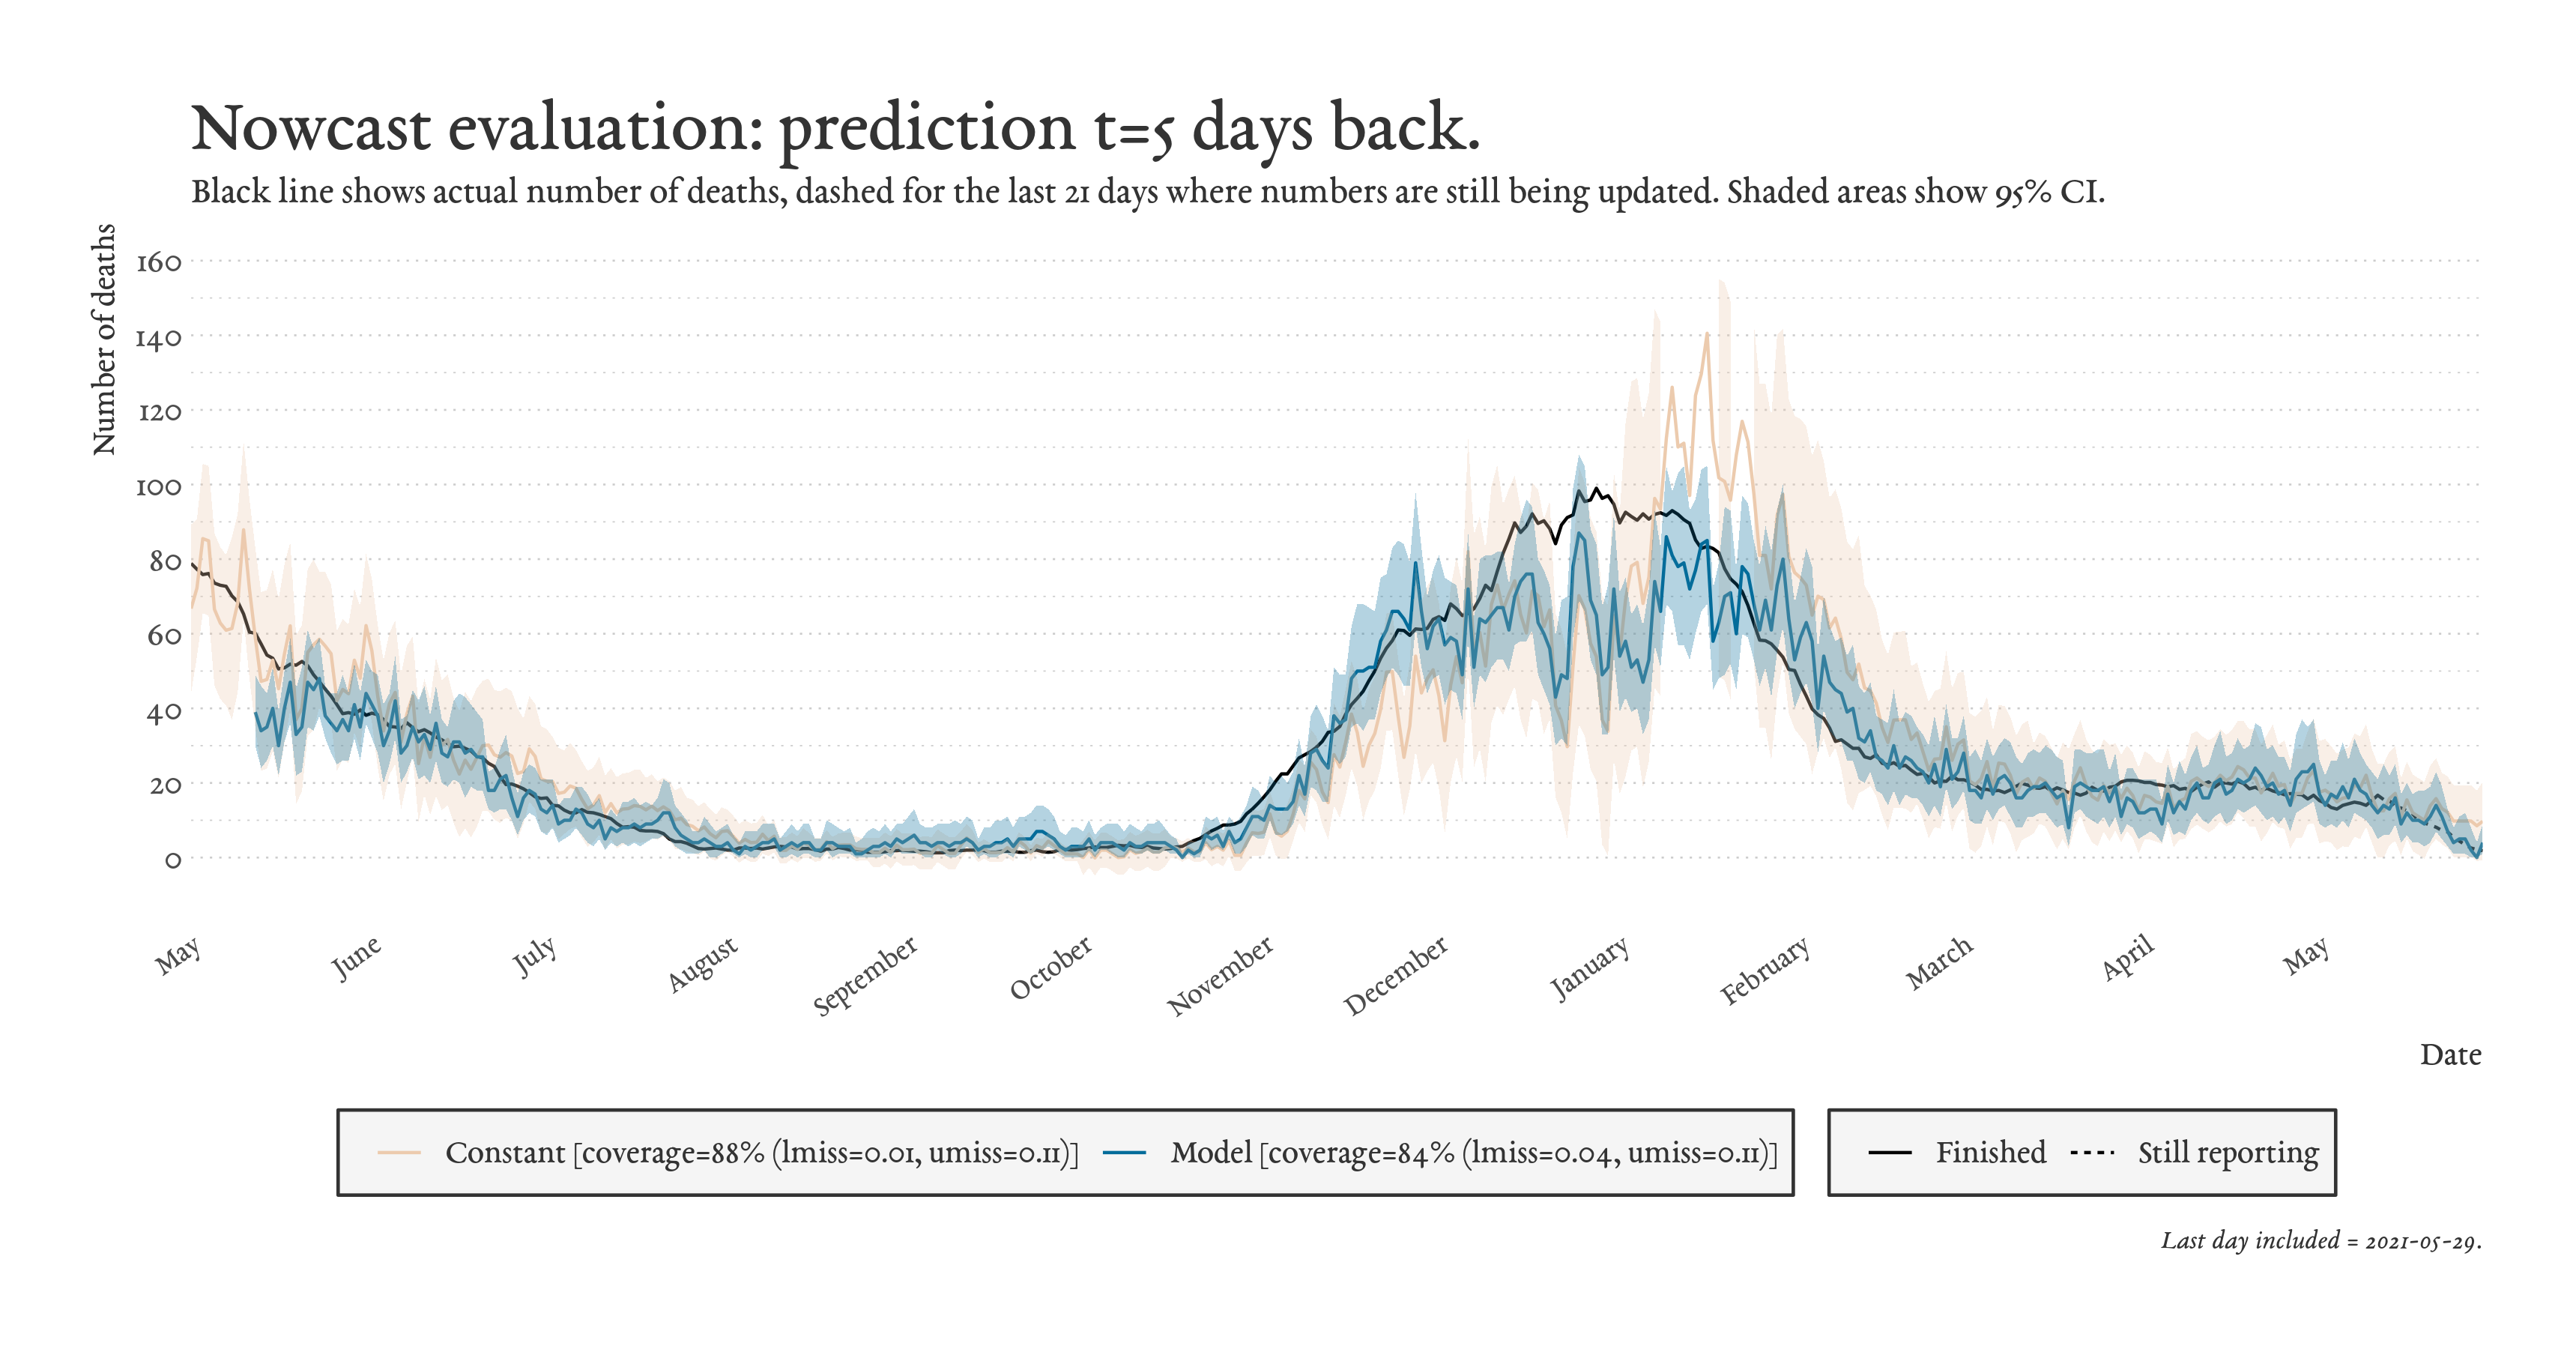 Nowcast evaluation: prediction t=5 days back.
Black line shows actual number of deaths, dashed for the last 21 days where numbers are still being updated. Shaded areas show 95% CI.
Number of deaths
160
140
120
100
80
60
40
20
0
May
June
July
August
September
October
November
December
January
February
March
April
May
Date
Constant [coverage=88% (lmiss=0.01, umiss=0.11)]
Model [coverage=84% (lmiss=0.04, umiss=0.11)]
Finished
Still reporting
Last day included = 2021-05-29.